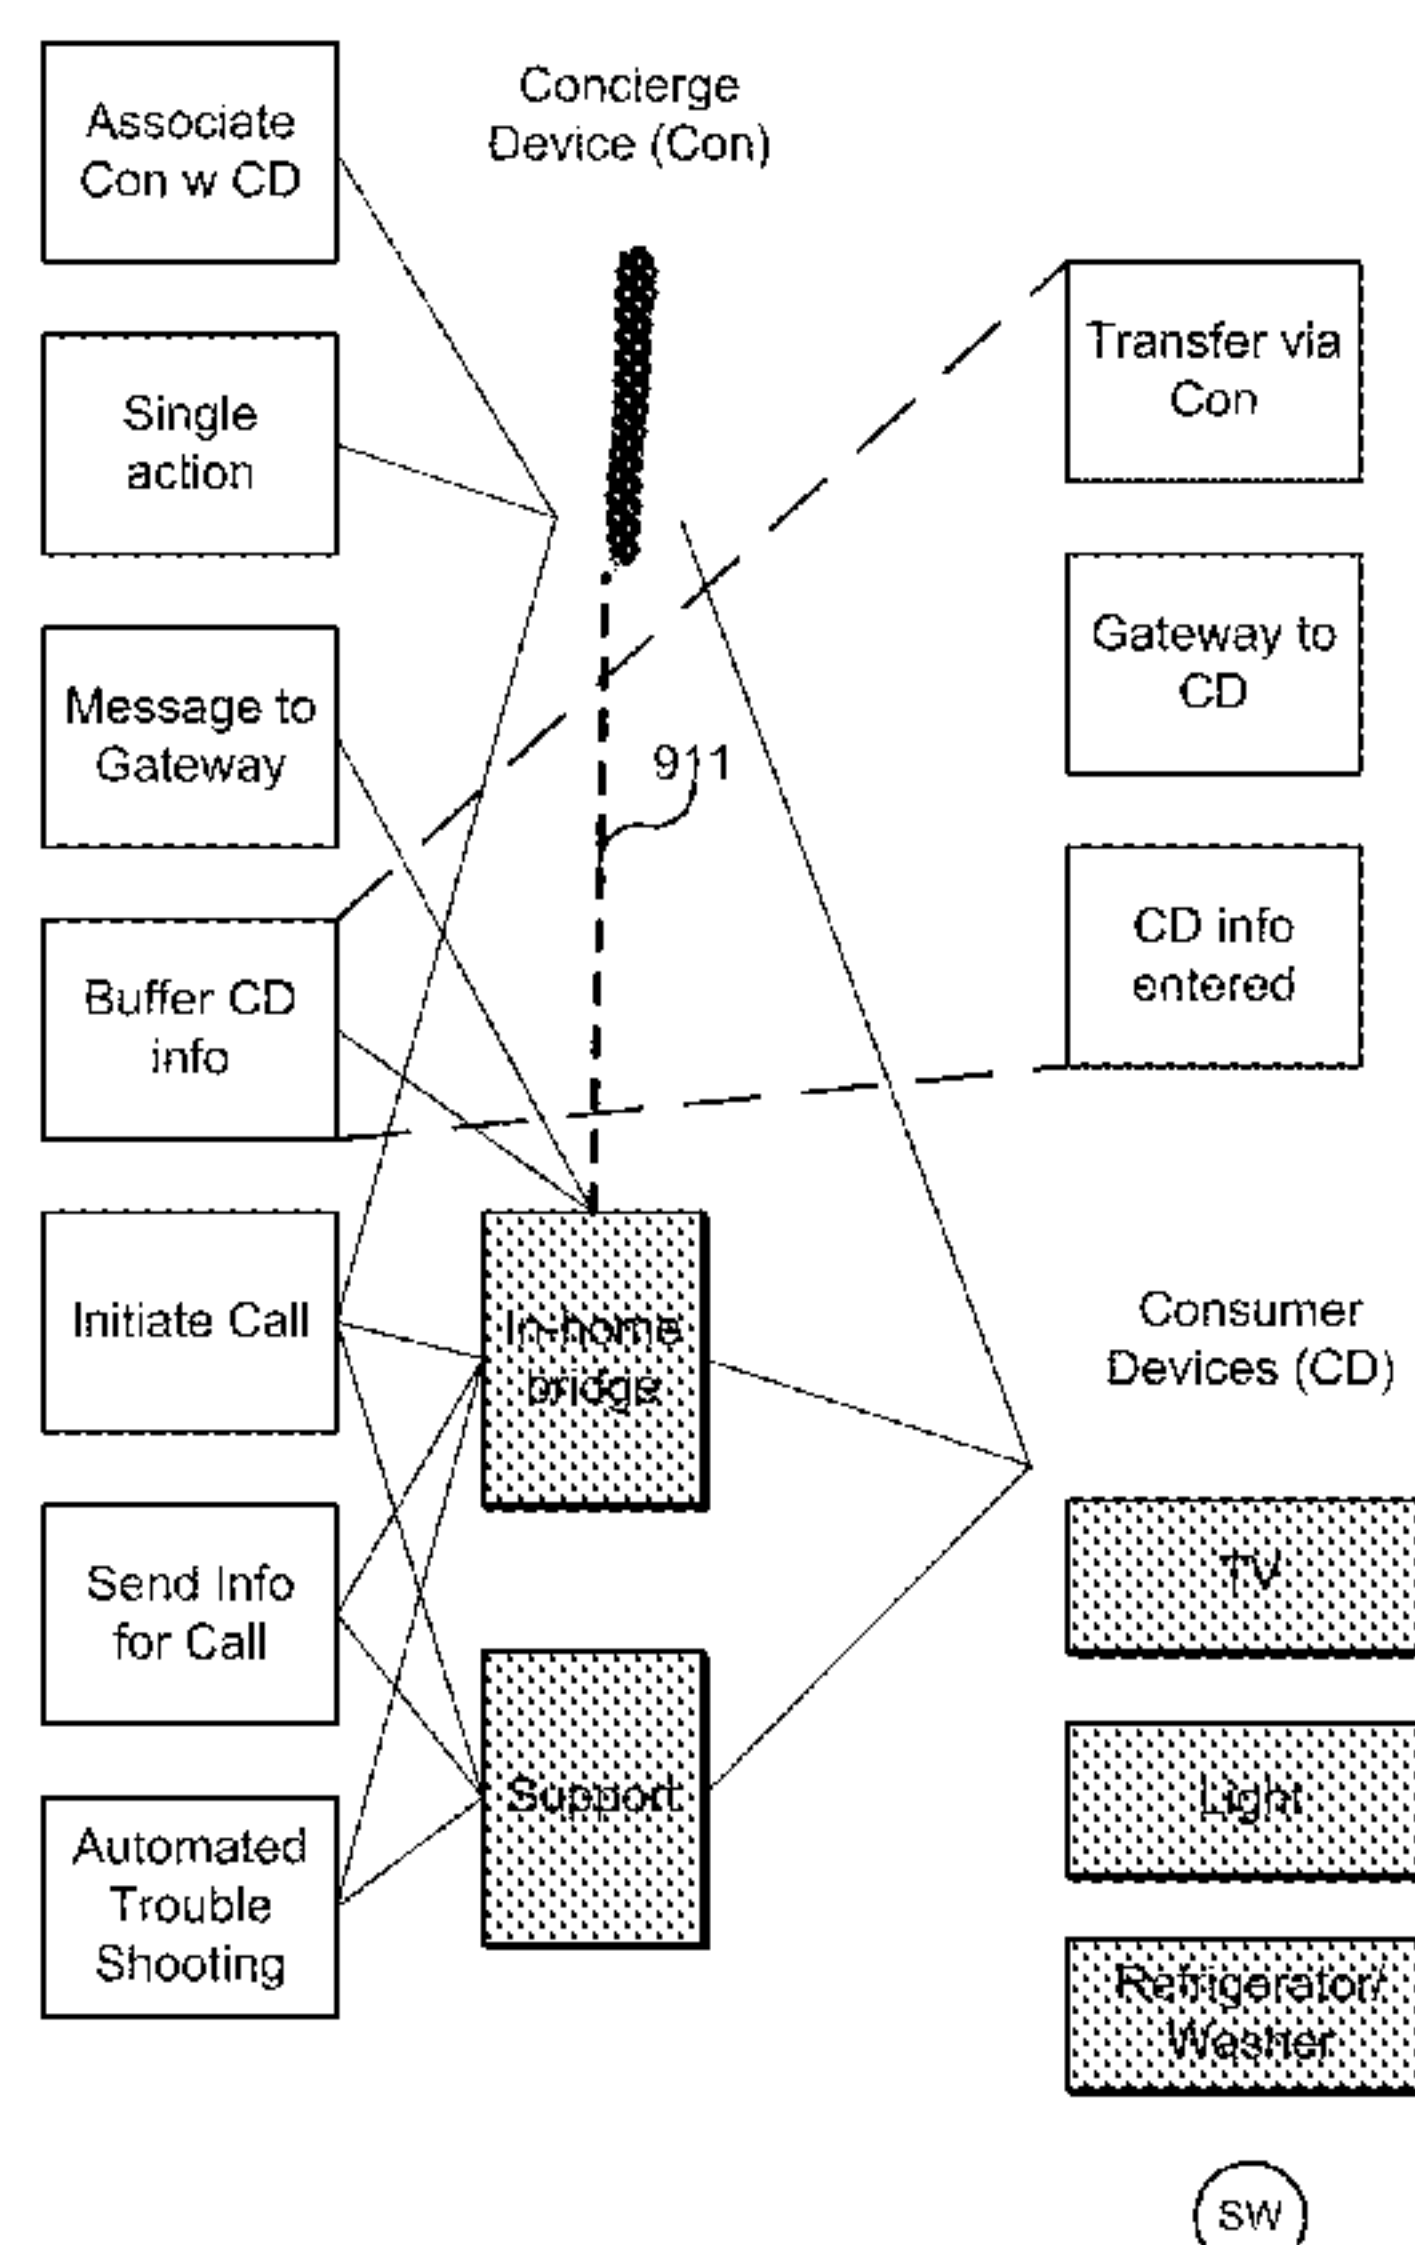 Associate
Con w CD
Single
action
Message to
Gateway
Buffer CD
info
Initiate Call
Send Info
for Call
Automated
Trouble
Shooting
Concierge
Device (Con)
911
In-home
bridge
Support
Transfer via
Con
Gateway to
CD
CD info
entered
Consumer
Devices (CD)
TV
Light
Refrigerator/
Washer
SW